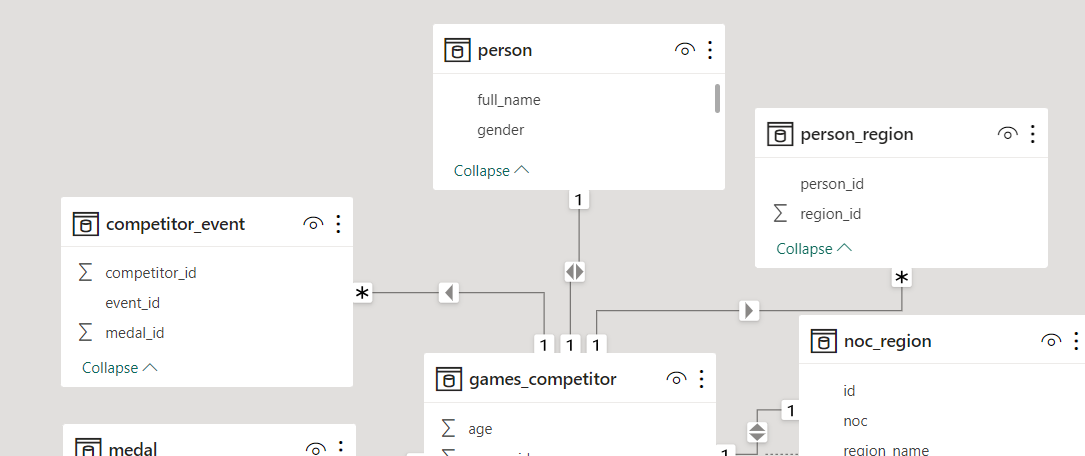 person
full_name
gender
Collapse
1
person_region
person_id
Σ region_id
Collapse
*
competitor_event
Σ competitor_id
event_id
Σ medal_id
Collapse
*
1
1
1
games_competitor
Σ age
Σ
1
noc_region
id
noc
region_name
1
medal